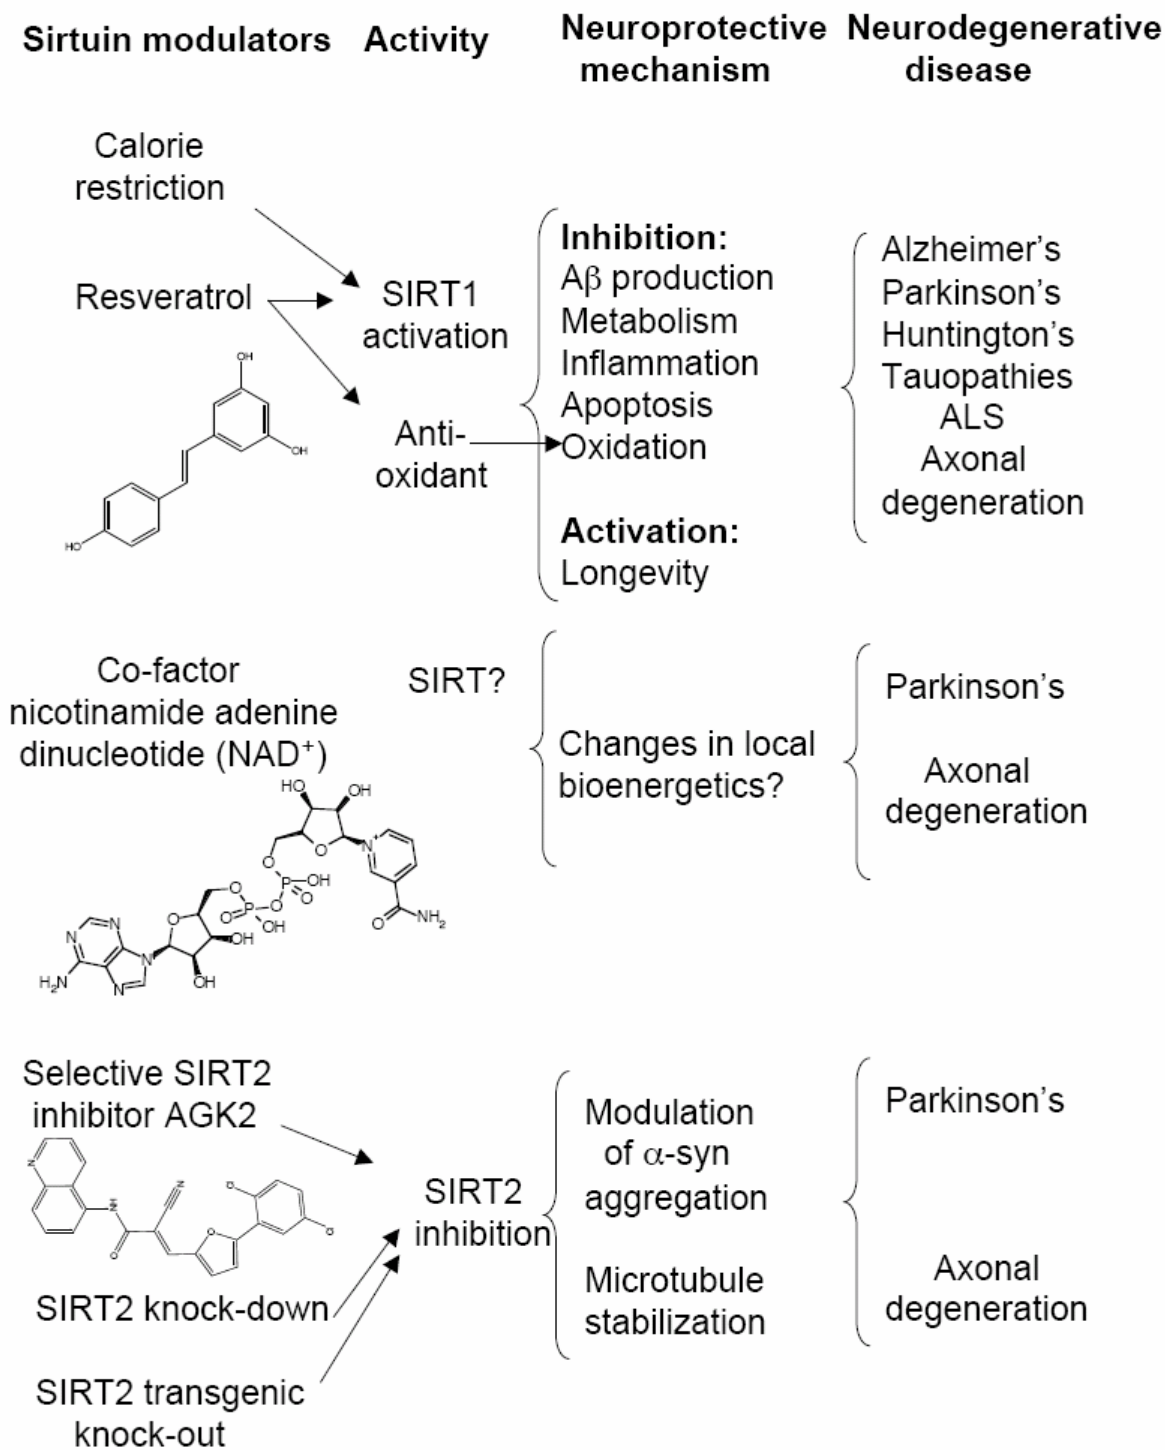 Sirtuin modulators
Activity
Neuroprotective
mechanism
Neurodegenerative
disease
Calorie
restriction
Resveratrol
SIRT1
activation
Anti-
oxidant
Inhibition:
Aβ production
Metabolism
Inflammation
Apoptosis
Oxidation
Activation:
Longevity
Alzheimer's
Parkinson's
Huntington's
Tauopathies
ALS
Axonal
degeneration
OH
OH
HO
Co-factor
nicotinamide adenine
dinucleotide (NAD⁺)
SIRT?
Changes in local
bioenergetics?
Parkinson's
Axonal
degeneration
HO
OH
O
N⁺
O
P
OH
O
O
NH₂
O
O
P
O
OH
O
OH
OH
N
N
N
N
H₂N
Selective SIRT2
inhibitor AGK2
N
NH
O
N
O
Cl
Cl
SIRT2 knock-down
SIRT2 transgenic
knock-out
SIRT2
inhibition
Modulation
of α-syn
aggregation
Microtubule
stabilization
Parkinson's
Axonal
degeneration